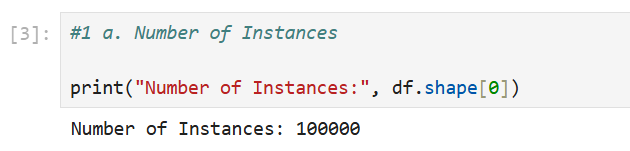 [3]: #1 a. Number of Instances
print("Number of Instances:", df.shape[0])
Number of Instances: 100000